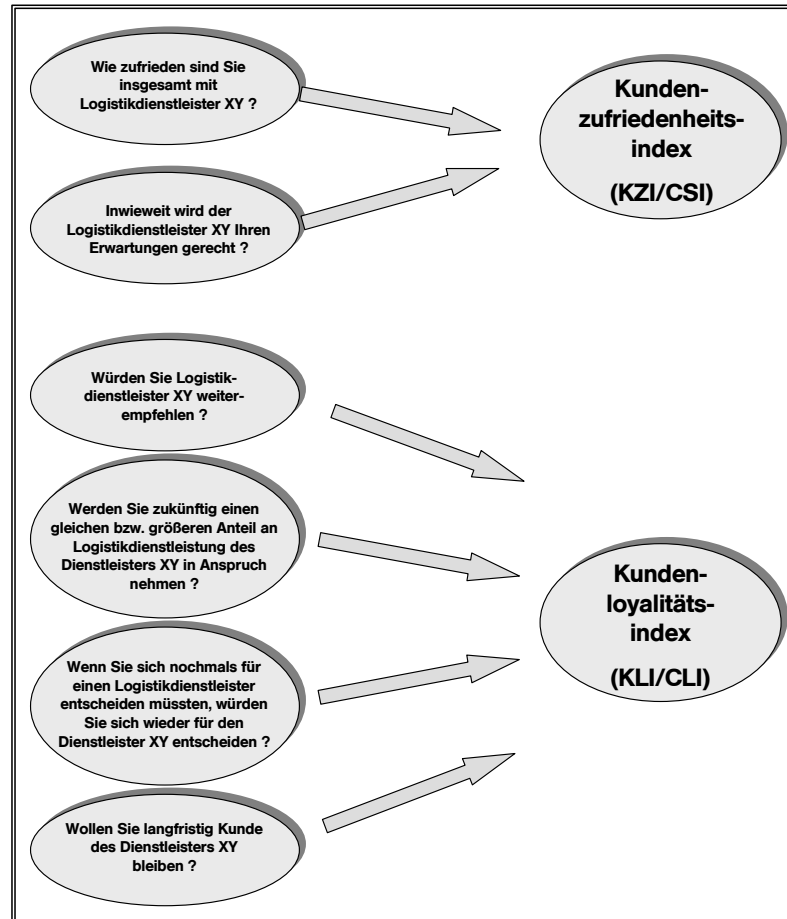 Wie zufrieden sind Sie
insgesamt mit
Logistikdienstleister XY ?
Kunden-
zufriedenheits-
index
(KZI/CSI)
Inwieweit wird der
Logistikdienstleister XY Ihren
Erwartungen gerecht ?
Würden Sie Logistik-
dienstleister XY weiter-
empfehlen ?
Werden Sie zukünftig einen
gleichen bzw. größeren Anteil an
Logistikdienstleistung des
Dienstleisters XY in Anspruch
nehmen ?
Kunden-
loyalitäts-
index
(KLI/CLI)
Wenn Sie sich nochmals für
einen Logistikdienstleister
entscheiden müssten, würden
Sie sich wieder für den
Dienstleister XY entscheiden ?
Wollen Sie langfristig Kunde
des Dienstleisters XY
bleiben ?